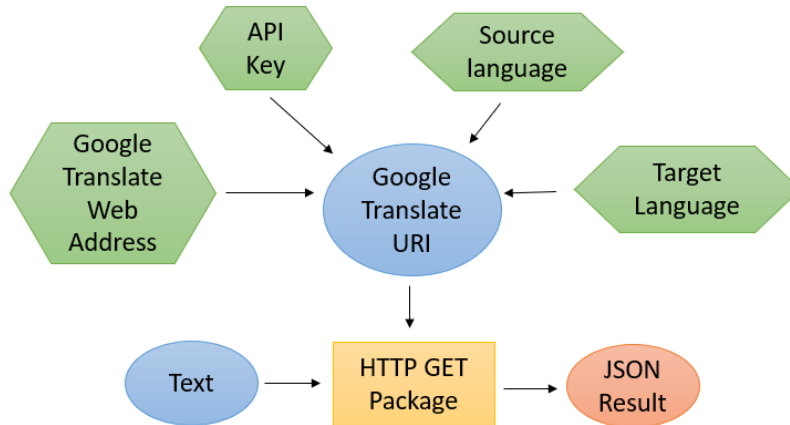 API
Key
Source
language
Google
Translate
Web
Address
Google
Translate
URI
Target
Language
Text
HTTP GET
Package
JSON
Result